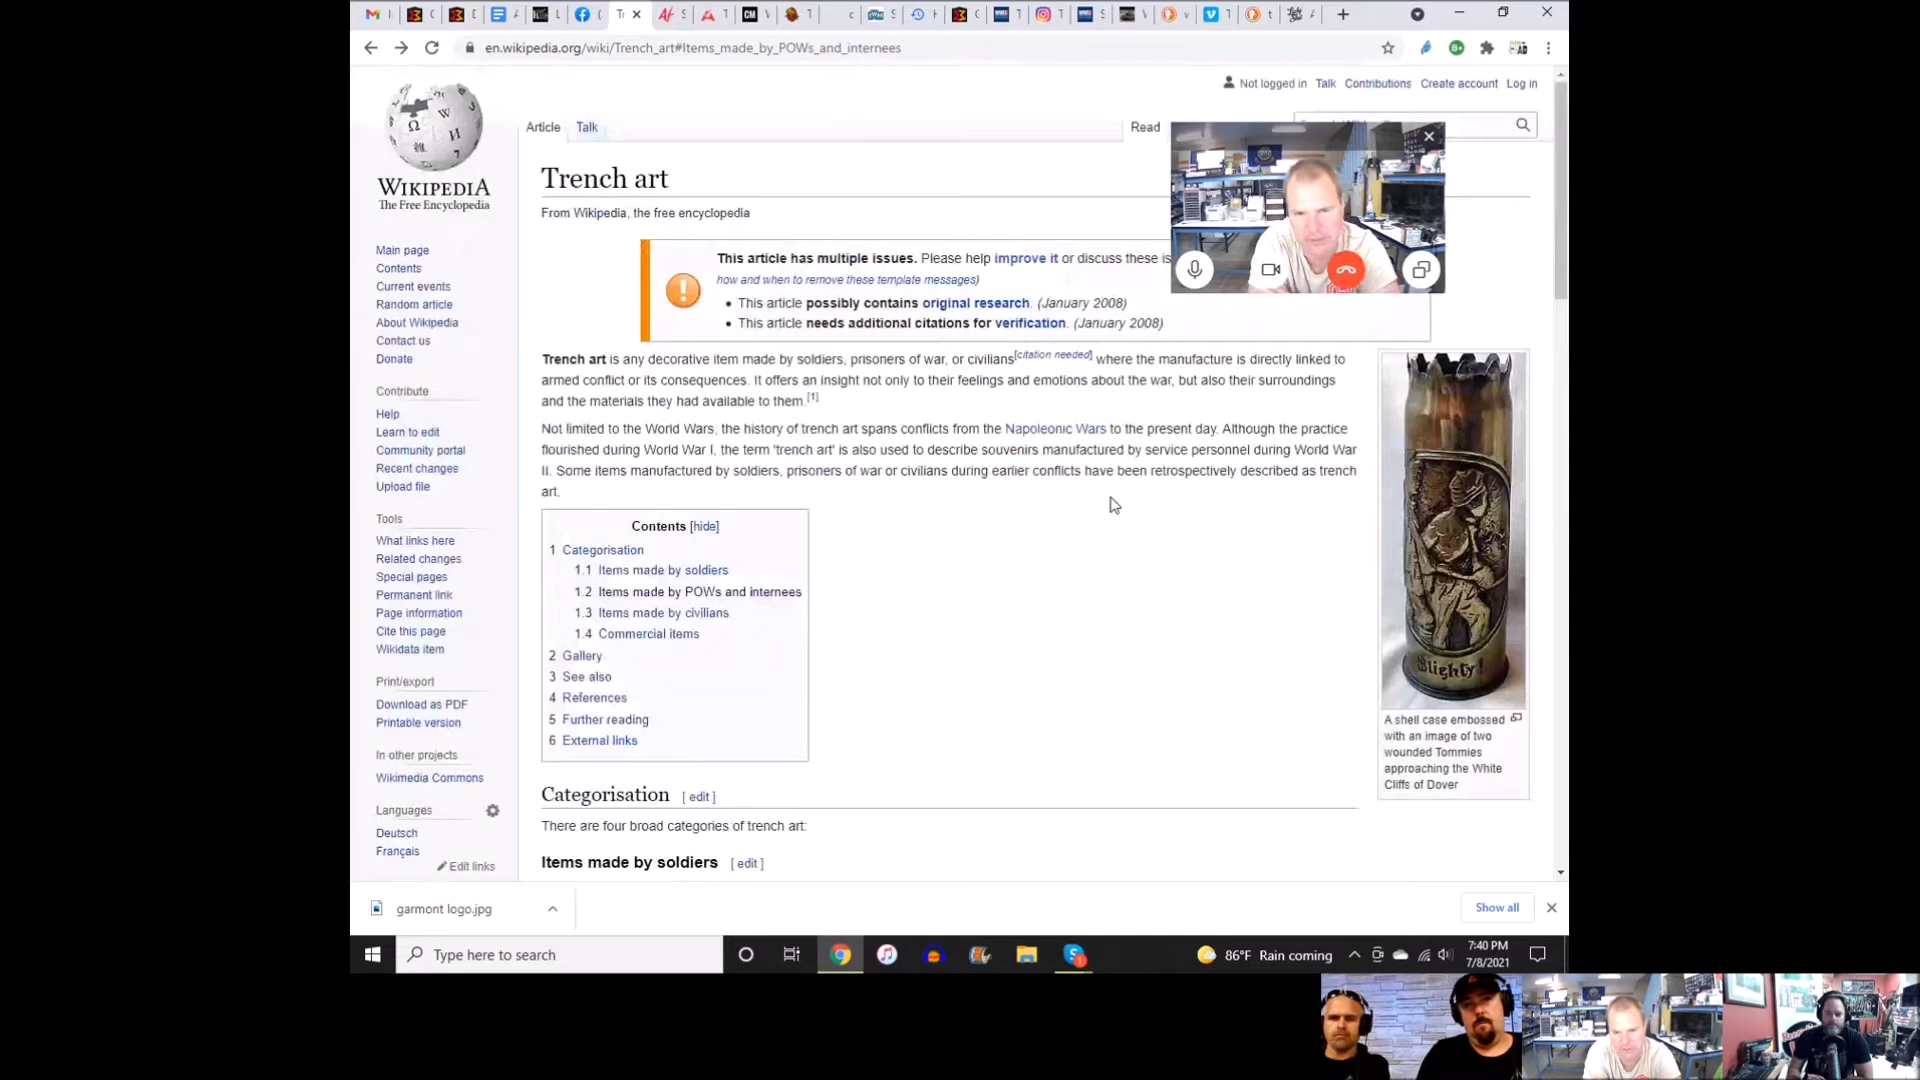 en.wikipedia.org/wiki/Trench_art#Items_made_by_POWs_and_internees
Not logged in Talk Contributions Create account Log in
Article Talk Read
WIKIPEDIA
The Free Encyclopedia
Main page
Contents
Current events
Random article
About Wikipedia
Contact us
Donate
Contribute
Help
Learn to edit
Community portal
Recent changes
Upload file
Tools
What links here
Related changes
Special pages
Permanent link
Page information
Cite this page
Wikidata item
Print/export
Download as PDF
Printable version
In other projects
Wikimedia Commons
Languages
Deutsch
Français
Edit links
Trench art
From Wikipedia, the free encyclopedia
This article has multiple issues. Please help improve it or discuss these is
how and when to remove these template messages)
• This article possibly contains original research. (January 2008)
• This article needs additional citations for verification. (January 2008)
Trench art is any decorative item made by soldiers, prisoners of war, or civilians[citation needed] where the manufacture is directly linked to
armed conflict or its consequences. It offers an insight not only to their feelings and emotions about the war, but also their surroundings
and the materials they had available to them.[1]
Not limited to the World Wars, the history of trench art spans conflicts from the Napoleonic Wars to the present day. Although the practice
flourished during World War I, the term 'trench art' is also used to describe souvenirs manufactured by service personnel during World War
II. Some items manufactured by soldiers, prisoners of war or civilians during earlier conflicts have been retrospectively described as trench
art.
Contents [hide]
1 Categorisation
1.1 Items made by soldiers
1.2 Items made by POWs and internees
1.3 Items made by civilians
1.4 Commercial items
2 Gallery
3 See also
4 References
5 Further reading
6 External links
Blighty!
A shell case embossed
with an image of two
wounded Tommies
approaching the White
Cliffs of Dover
Categorisation [ edit ]
There are four broad categories of trench art:
Items made by soldiers [ edit ]
garmont logo.jpg
Show all
Type here to search
86°F Rain coming
7:40 PM
7/8/2021